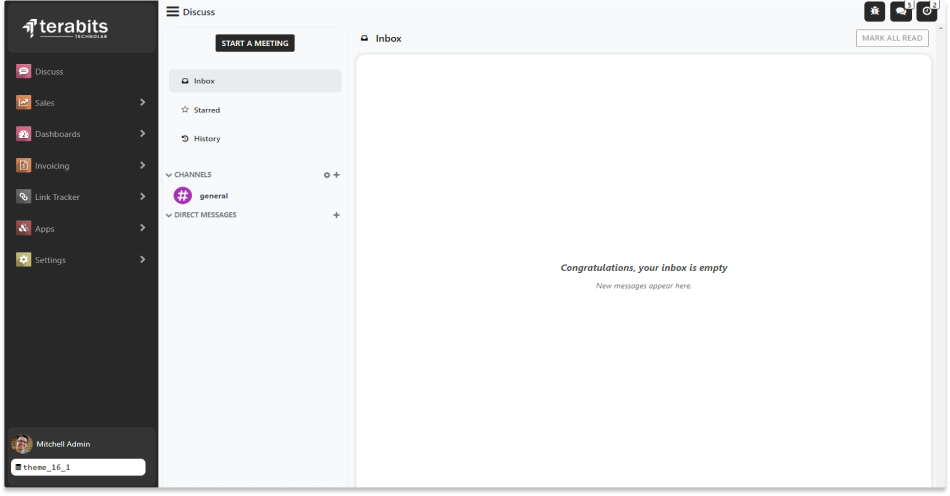 terabits
TECHNOLAB
Discuss
Sales
Dashboards
Invoicing
Link Tracker
Apps
Settings
Mitchell Admin
theme_16_1
Discuss
5
2
START A MEETING
Inbox
Starred
History
CHANNELS
general
DIRECT MESSAGES
Inbox
MARK ALL READ
Congratulations, your inbox is empty
New messages appear here.